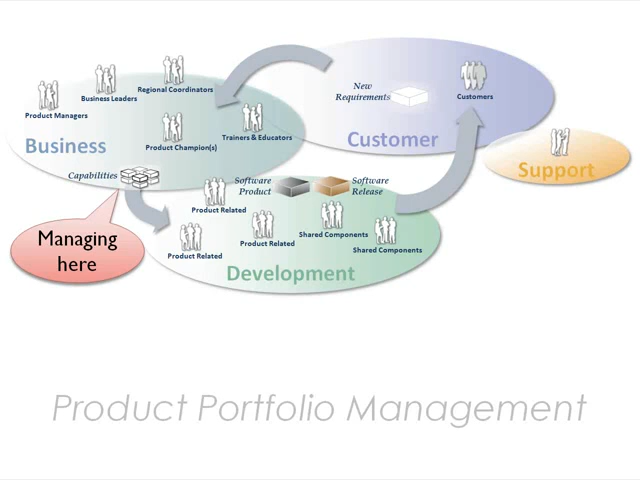 New
Requirements
Customers
Customer
Regional Coordinators
Business Leaders
Product Managers
Trainers & Educators
Product Champion(s)
Business
Capabilities
Support
Software
Product
Software
Release
Product Related
Shared Components
Product Related
Shared Components
Product Related
Development
Managing
here
Product Portfolio Management